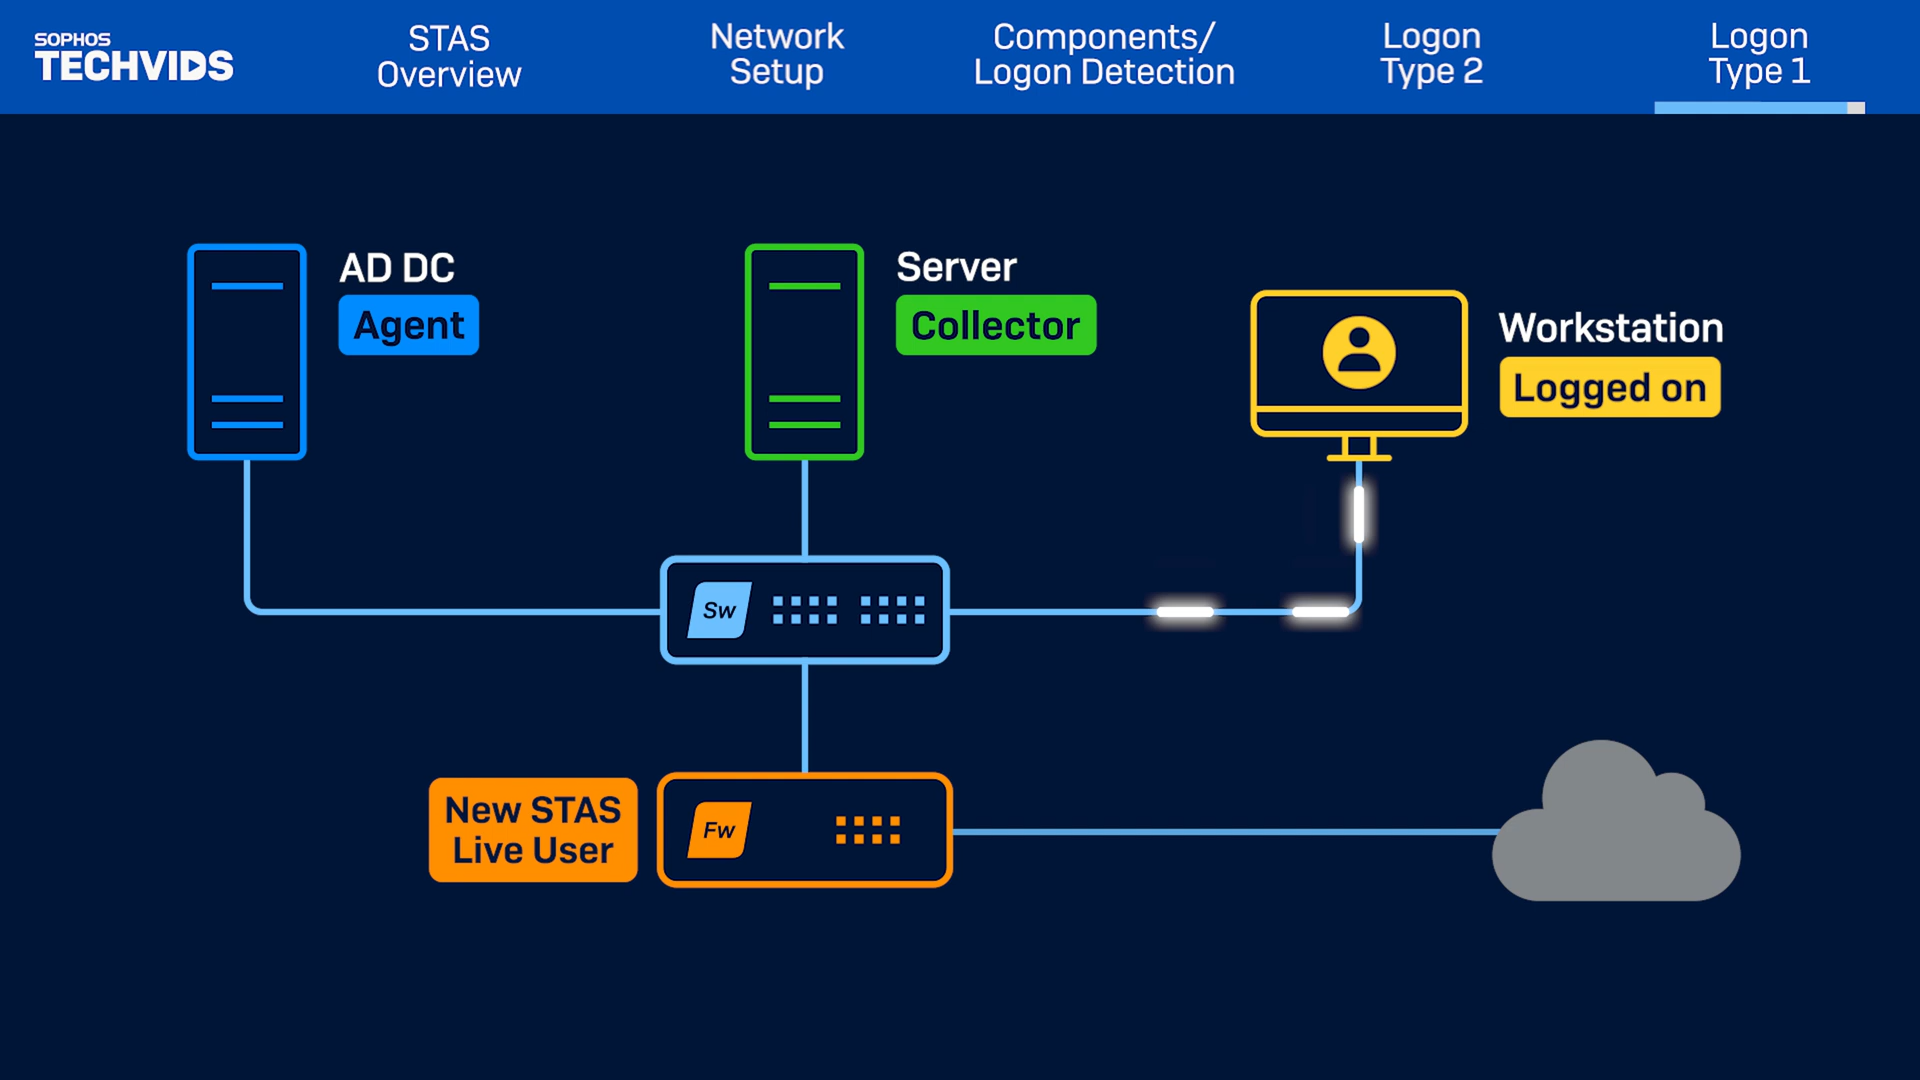 SOPHOS
TECHVIDS
STAS
Overview
Network
Setup
Components/
Logon Detection
Logon
Type 2
Logon
Type 1
AD DC
Agent
Server
Collector
Workstation
Logged on
Sw
New STAS
Live User
Fw